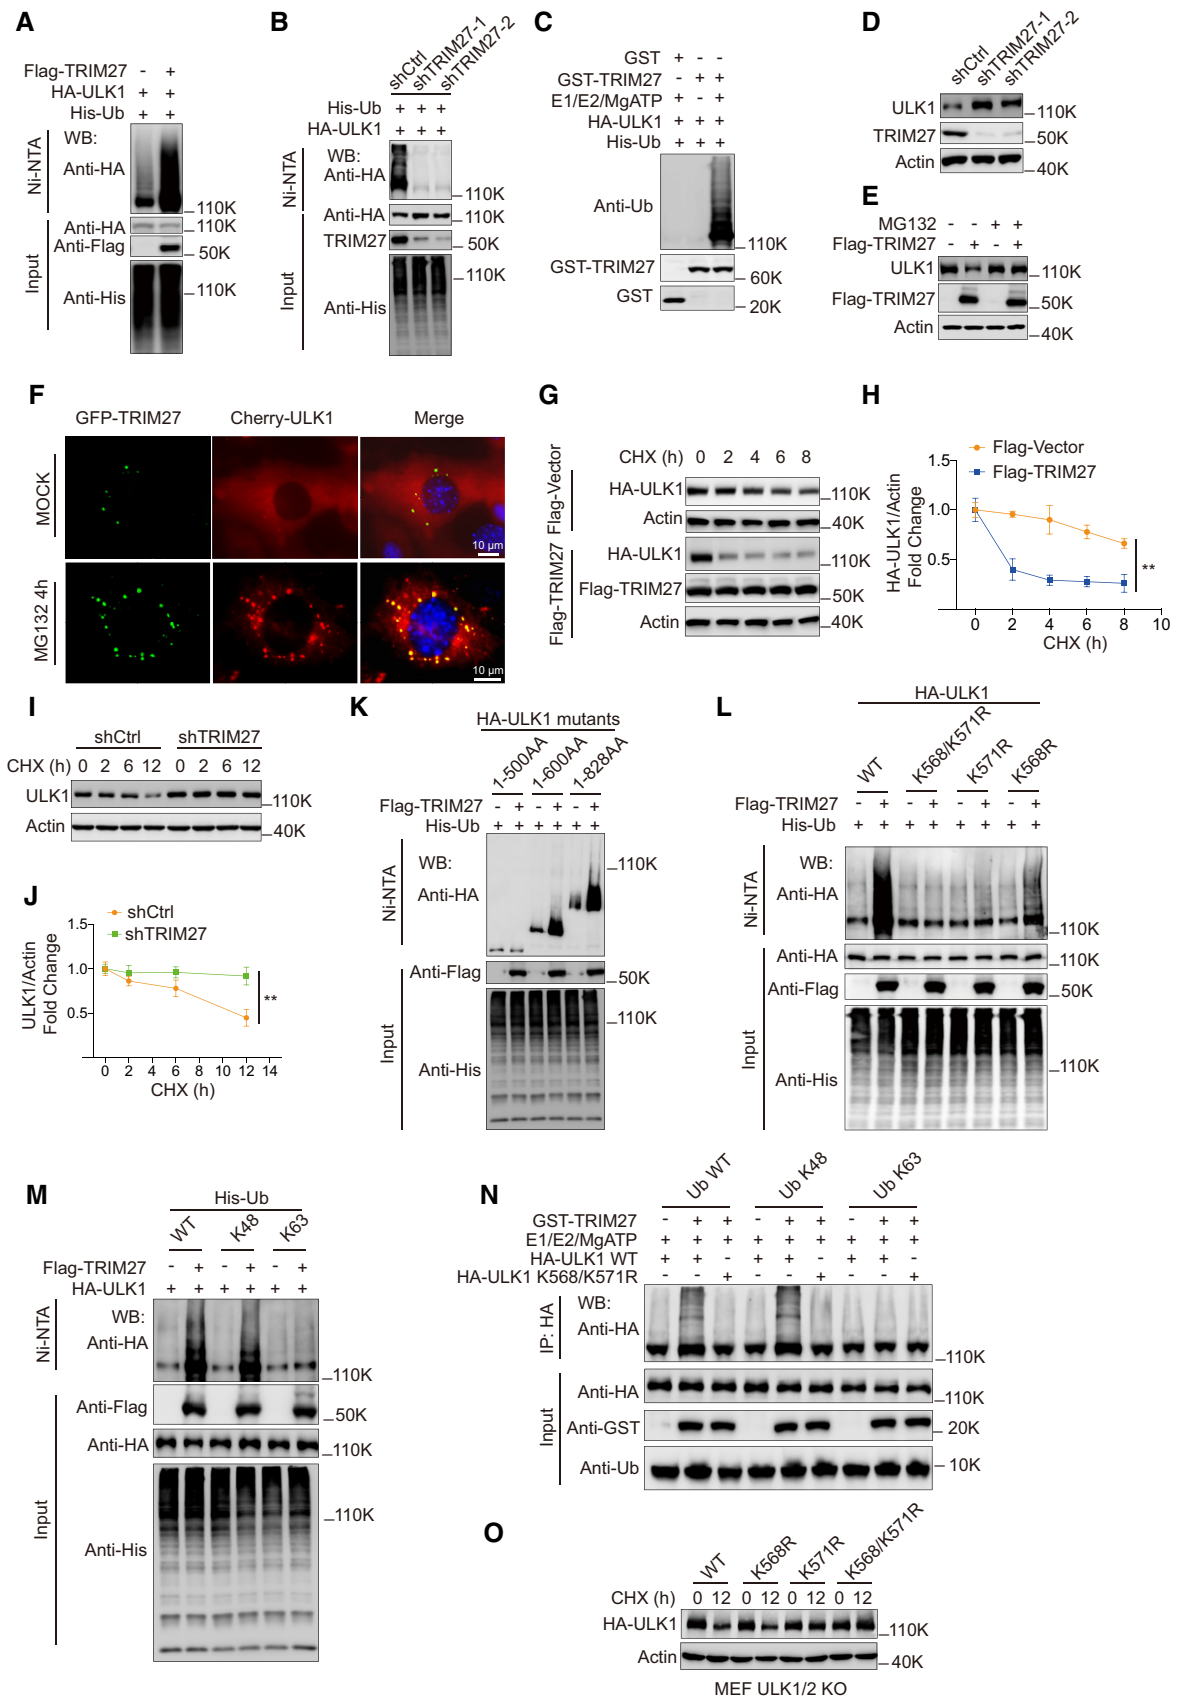 A
Flag-TRIM27 - +
HA-ULK1 + +
His-Ub + +
Ni-NTA
WB:
Anti-HA
110K
Input
Anti-HA 110K
Anti-Flag 50K
Anti-His 110K
B
shCtrl shTRIM27-1 shTRIM27-2
His-Ub + + +
HA-ULK1 + + +
Ni-NTA
WB:
Anti-HA
110K
Input
Anti-HA 110K
TRIM27 50K
110K
Anti-His
C
GST + - -
GST-TRIM27 - + +
E1/E2/MgATP + - +
HA-ULK1 + + +
His-Ub + + +
Anti-Ub
110K
GST-TRIM27 60K
GST 20K
D
shCtrl shTRIM27-1 shTRIM27-2
ULK1 110K
TRIM27 50K
Actin 40K
E
MG132 - - + +
Flag-TRIM27 - + - +
ULK1 110K
Flag-TRIM27 50K
Actin 40K
F
GFP-TRIM27 Cherry-ULK1 Merge
MOCK
10 µm
MG132 4h
10 µm
G
CHX (h) 0 2 4 6 8
Flag-Vector
HA-ULK1 110K
Actin 40K
Flag-TRIM27
HA-ULK1 110K
Flag-TRIM27 50K
Actin 40K
H
Flag-Vector
Flag-TRIM27
HA-ULK1/Actin
Fold Change
1.5
1.0
0.5
**
0 2 4 6 8 10
CHX (h)
I
shCtrl shTRIM27
CHX (h) 0 2 6 12 0 2 6 12
ULK1 110K
Actin 40K
J
shCtrl
shTRIM27
ULK1/Actin
Fold Change
1.5
1.0
0.5
**
0 2 4 6 8 10 12 14
CHX (h)
K
HA-ULK1 mutants
1-500AA 1-600AA 1-828AA
Flag-TRIM27 - + - + - +
His-Ub + + + + + +
Ni-NTA
WB:
Anti-HA
110K
Input
Anti-Flag 50K
110K
Anti-His
L
HA-ULK1
WT K568/K571R K571R K568R
Flag-TRIM27 - + - + - + - +
His-Ub + + + + + + + +
Ni-NTA
WB:
Anti-HA
110K
Input
Anti-HA 110K
Anti-Flag 50K
110K
Anti-His
M
His-Ub
WT K48 K63
Flag-TRIM27 - + - + - +
HA-ULK1 + + + + + +
Ni-NTA
WB:
Anti-HA
110K
Input
Anti-Flag 50K
Anti-HA 110K
110K
Anti-His
N
Ub WT Ub K48 Ub K63
GST-TRIM27 - + + - + + - + +
E1/E2/MgATP + + + + + + + + +
HA-ULK1 WT + + - + + - + + -
HA-ULK1 K568/K571R - - + - - + - - +
IP: HA
WB:
Anti-HA
110K
Input
Anti-HA 110K
Anti-GST 20K
Anti-Ub 10K
O
WT K568R K571R K568/K571R
CHX (h) 0 12 0 12 0 12 0 12
HA-ULK1 110K
Actin 40K
MEF ULK1/2 KO